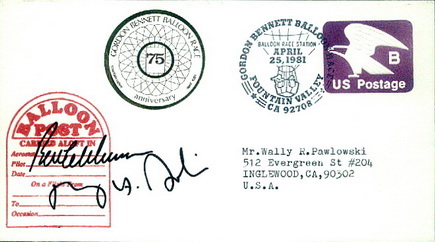 GORDON BENNETT BALLOON RACE
75
anniversary
GORDON BENNETT BALLOON RACE
BALLOON RACE STATION
APRIL
25, 1981
FOUNTAIN VALLEY
CA 92708
B
US Postage
BALLOON
POST
CARRIED ALOFT IN
Aerostat
Pilot
Date
On a Flight From
To
Occasion
Mr.Wally R.Pawlowski
512 Evergreen St #204
INGLEWOOD,CA,90302
U.S.A.